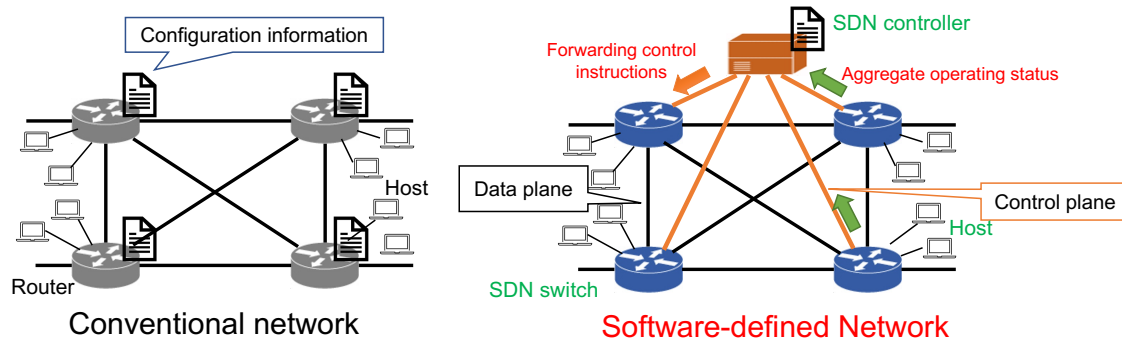 Configuration information
Host
Router
Conventional network
SDN controller
Forwarding control
instructions
Aggregate operating status
Data plane
Control plane
Host
SDN switch
Software-defined Network